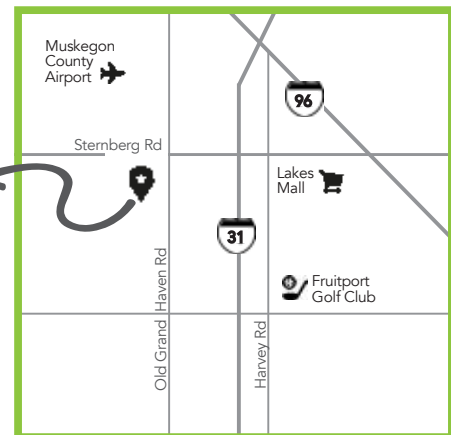 Muskegon
County
Airport
96
Sternberg Rd
Lakes
Mall
31
Old Grand Haven Rd
Fruitport
Golf Club
Harvey Rd